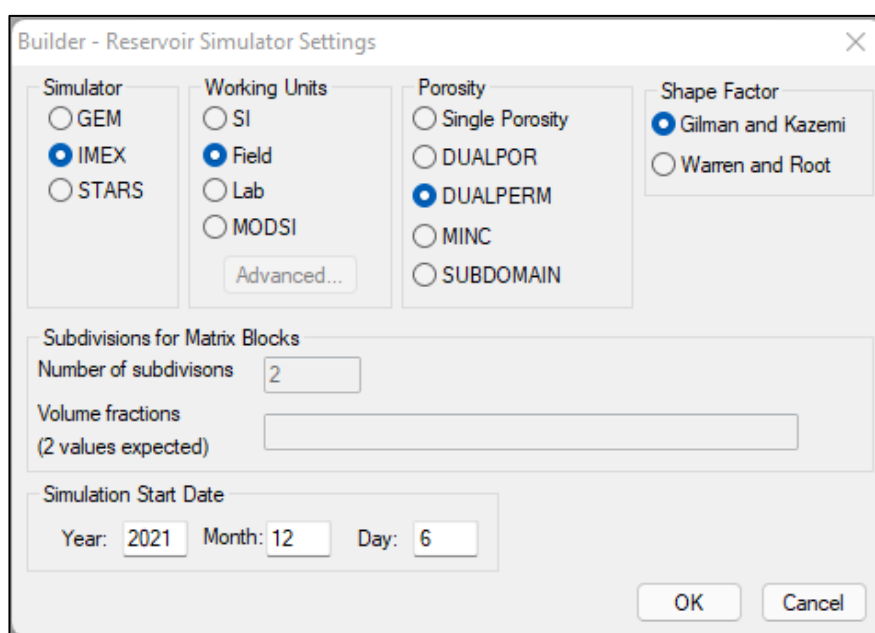 Builder - Reservoir Simulator Settings
Simulator
GEM
IMEX
STARS
Working Units
SI
Field
Lab
MODSI
Advanced...
Porosity
Single Porosity
DUALPOR
DUALPERM
MINC
SUBDOMAIN
Shape Factor
Gilman and Kazemi
Warren and Root
Subdivisions for Matrix Blocks
Number of subdivisons 2
Volume fractions
(2 values expected)
Simulation Start Date
Year: 2021 Month: 12 Day: 6
OK Cancel